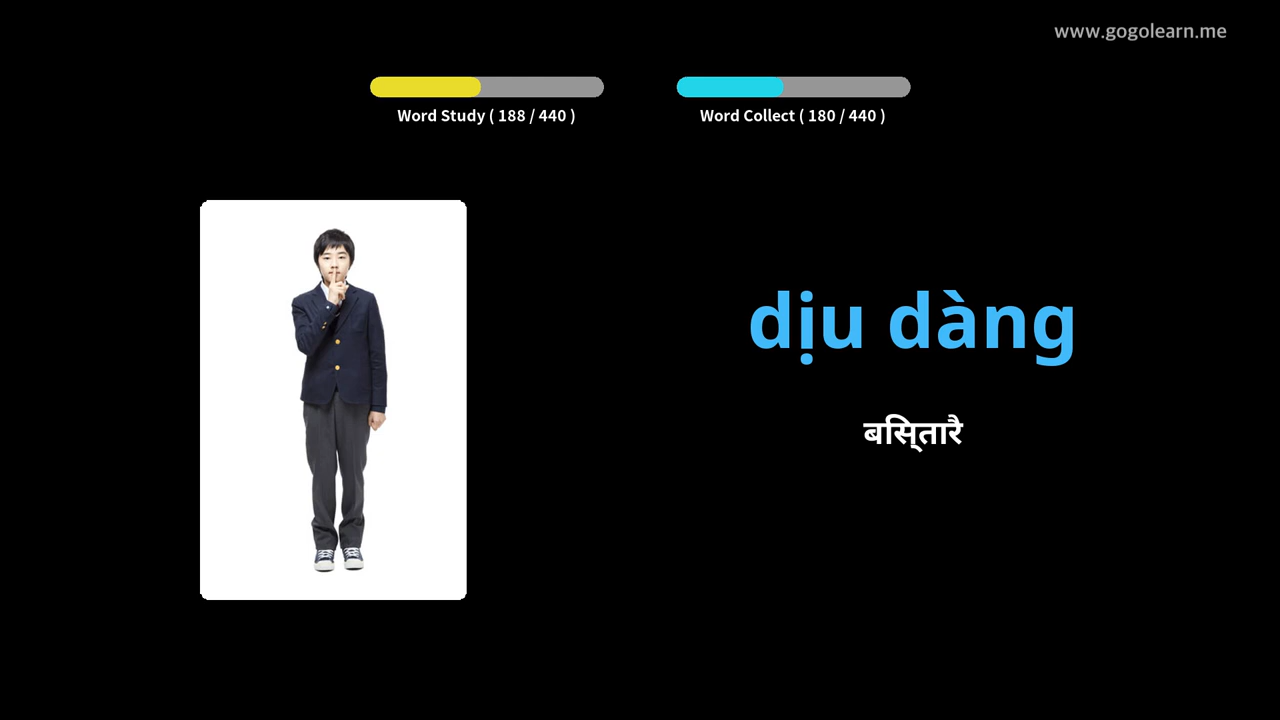 www.gogolearn.me
Word Study ( 188 / 440 )
Word Collect ( 180 / 440 )
dịu dàng
बिस्तारै